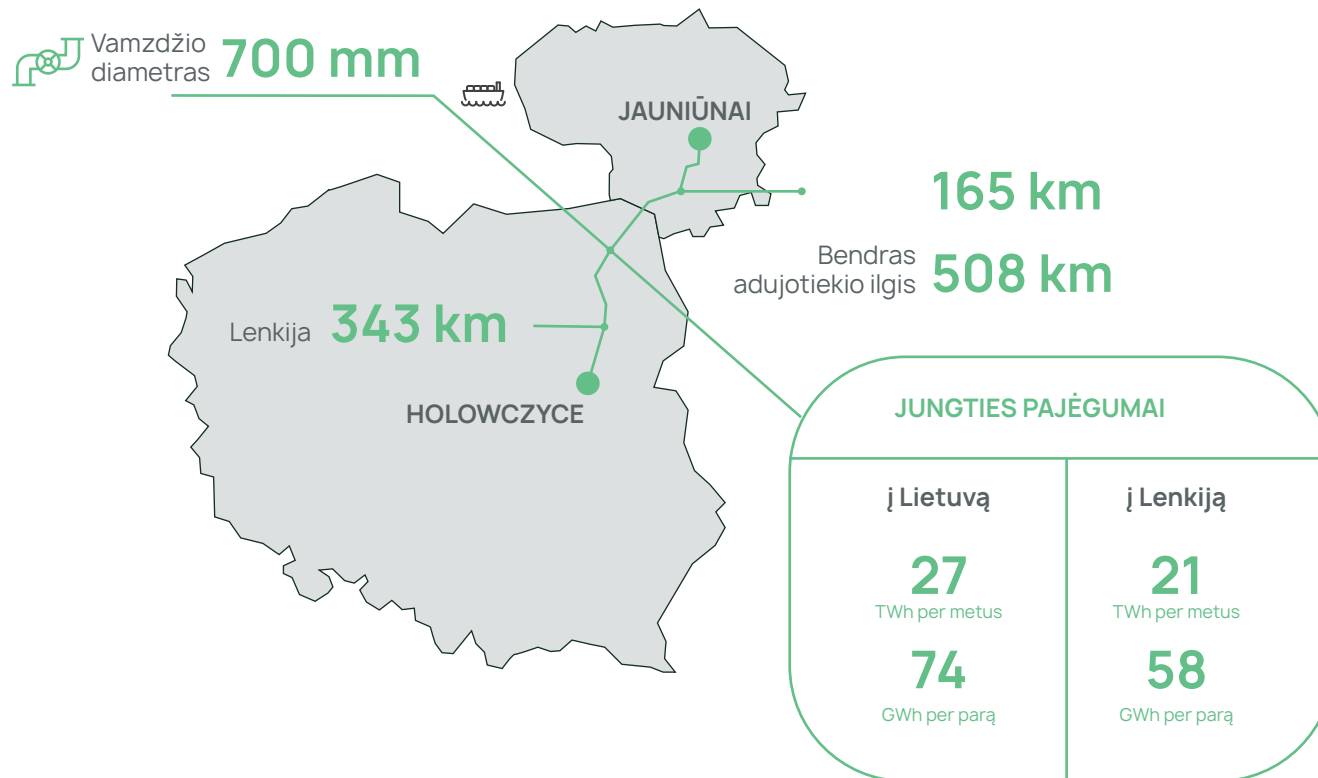 Vamzdžio
diametras
700 mm
JAUNIŪNAI
165 km
Bendras
adujotiekio ilgis
508 km
Lenkija
343 km
HOLOWCZYCE
JUNGTIES PAJĖGUMAI
į Lietuvą
27
TWh per metus
74
GWh per parą
į Lenkiją
21
TWh per metus
58
GWh per parą